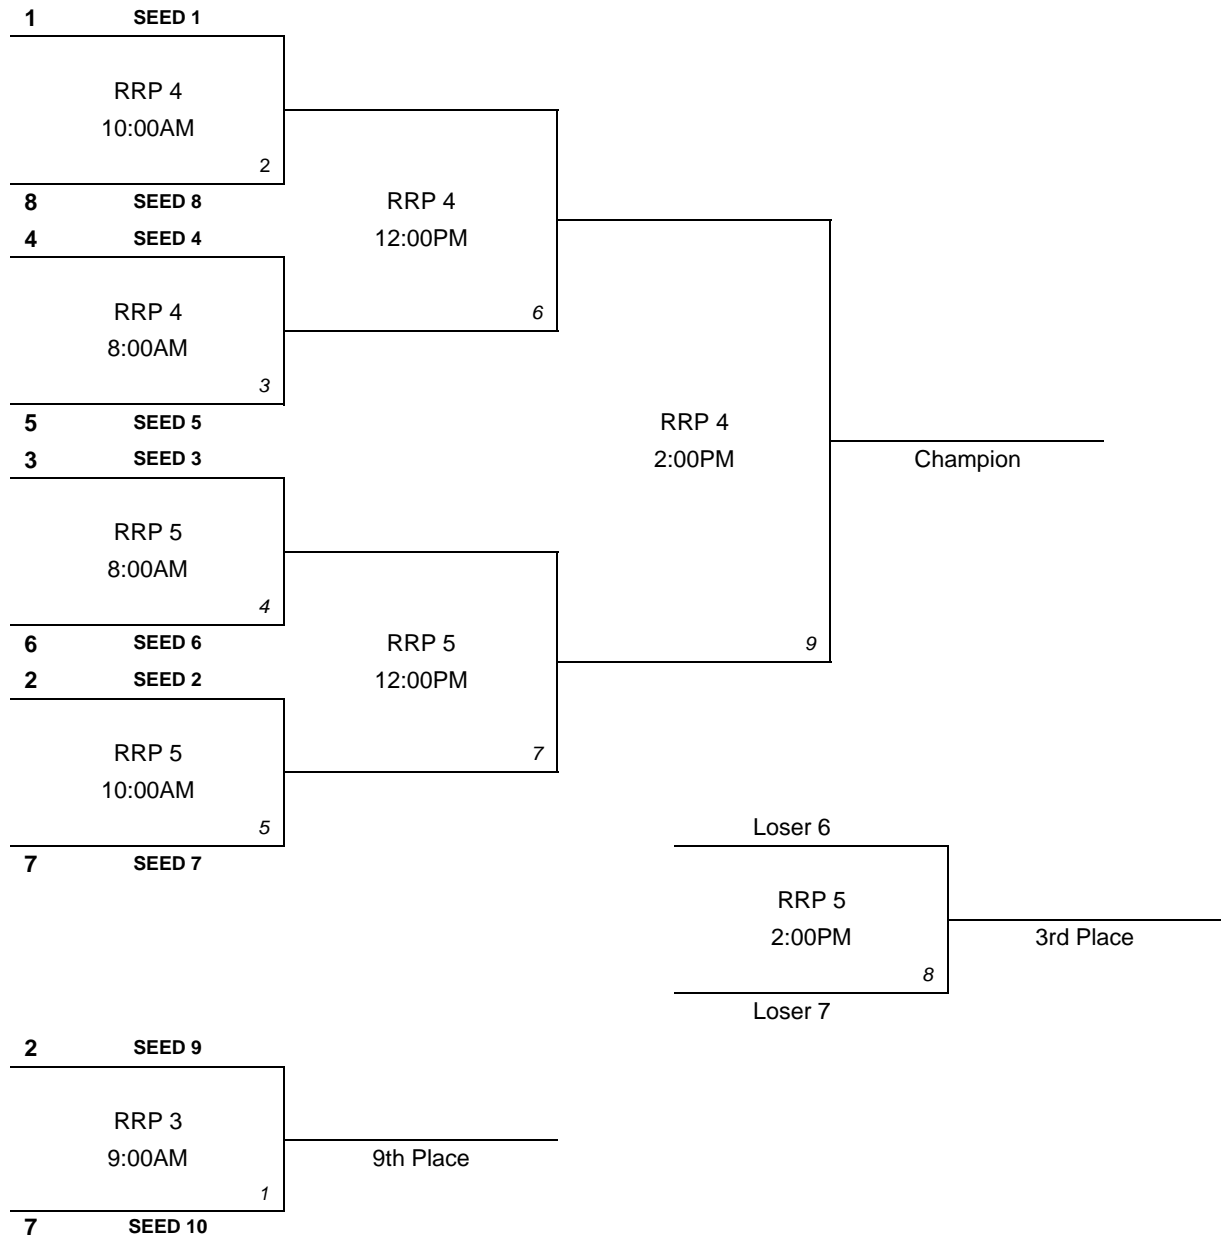 1 SEED 1
RRP 4
10:00AM
2
8 SEED 8
RRP 4
4 SEED 4
12:00PM
RRP 4
6
8:00AM
3
5 SEED 5
RRP 4
3 SEED 3
2:00PM
Champion
RRP 5
8:00AM
4
6 SEED 6
RRP 5
9
2 SEED 2
12:00PM
RRP 5
7
10:00AM
5
Loser 6
7 SEED 7
RRP 5
2:00PM
3rd Place
8
Loser 7
2 SEED 9
RRP 3
9:00AM
9th Place
1
7 SEED 10